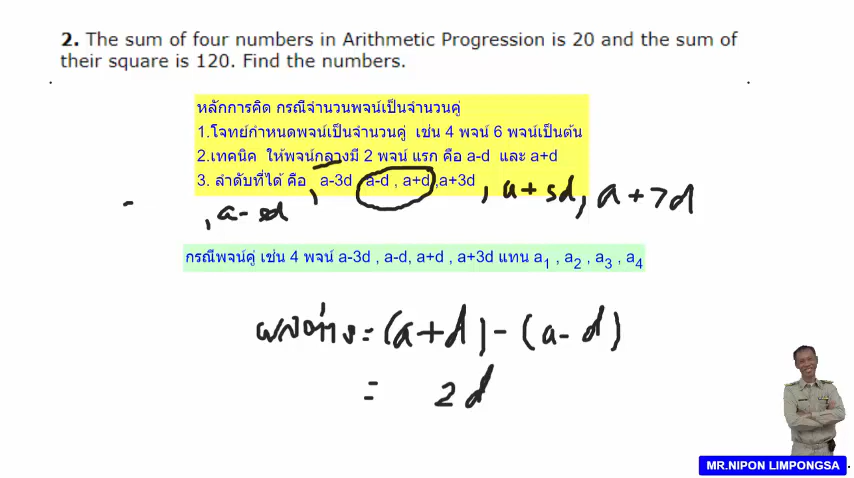 2. The sum of four numbers in Arithmetic Progression is 20 and the sum of
their square is 120. Find the numbers.
หลักการคิด กรณีจำนวนพจน์เป็นจำนวนคู่
1.โจทย์กำหนดพจน์เป็นจำนวนคู่ เช่น 4 พจน์ 6 พจน์เป็นต้น
2.เทคนิค ให้พจน์กลางมี 2 พจน์ แรก คือ a-d และ a+d
3. ลำดับที่ได้ คือ a-3d a-d , a+d ,a+3d , a+5d, a+7d
, a-5d ,
กรณีพจน์คู่ เช่น 4 พจน์ a-3d , a-d, a+d , a+3d แทน a1 , a2 , a3 , a4
ผลต่าง = (a+d) - (a-d)
= 2d
MR.NIPON LIMPONGSA